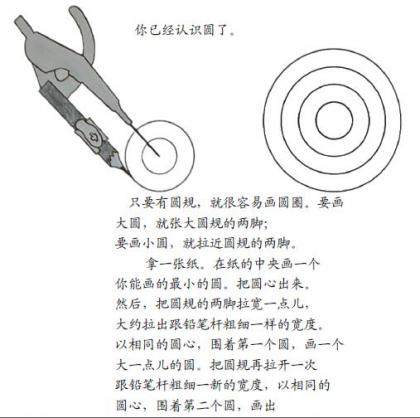 你已经认识圆了。
只要有圆规，就很容易画圆圈。要画
大圆，就张大圆规的两脚;
要画小圆，就拉近圆规的两脚。
拿一张纸。在纸的中央画一个
你能画的最小的圆。把圆心画出来。
然后，把圆规的两脚拉宽一点儿，
大约拉出跟铅笔杆粗细一样的宽度。
以相同的圆心，围着第一个圆，画一个
大一点儿的圆。把圆规再拉开一次
跟铅笔杆粗细一新的宽度，以相同的
圆心，围着第二个圆，画出